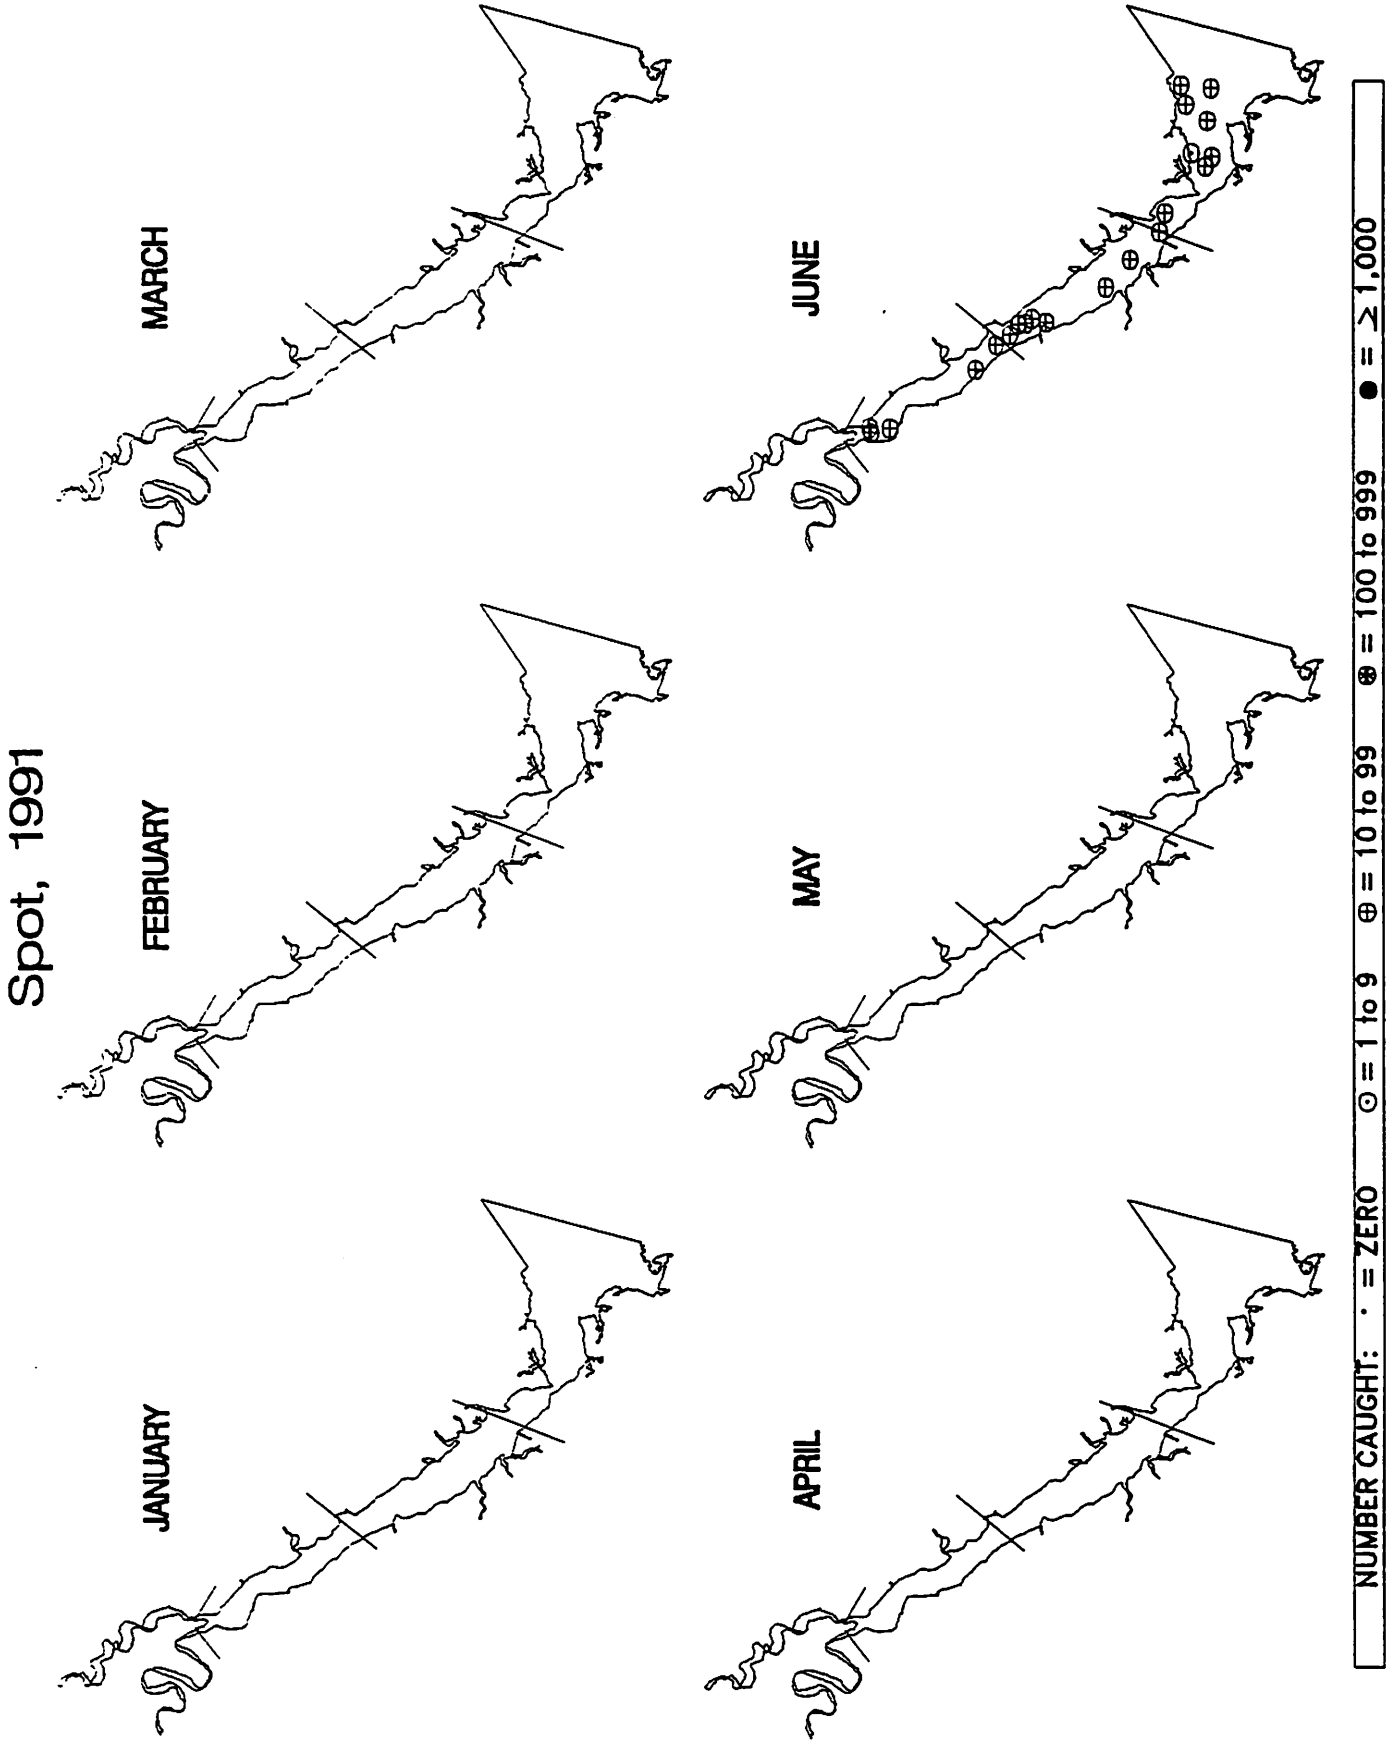 Spot, 1991
JANUARY
FEBRUARY
MARCH
APRIL
MAY
JUNE
NUMBER CAUGHT: · = ZERO ⊙ = 1 to 9 ⊕ = 10 to 99 ⊛ = 100 to 999 ● = ≥ 1,000